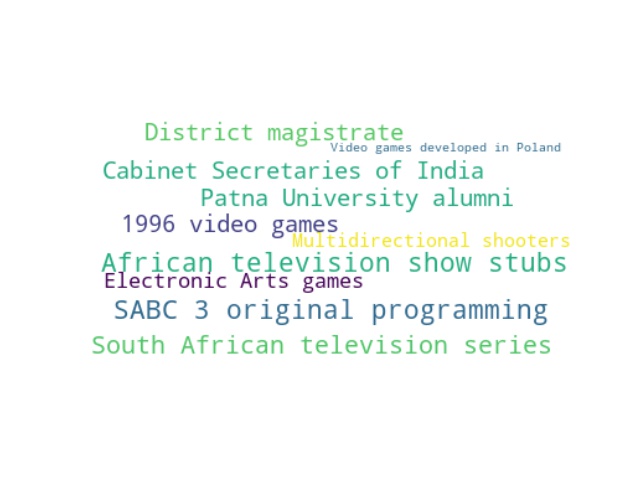 District magistrate
Video games developed in Poland
Cabinet Secretaries of India
Patna University alumni
1996 video games
Multidirectional shooters
African television show stubs
Electronic Arts games
SABC 3 original programming
South African television series